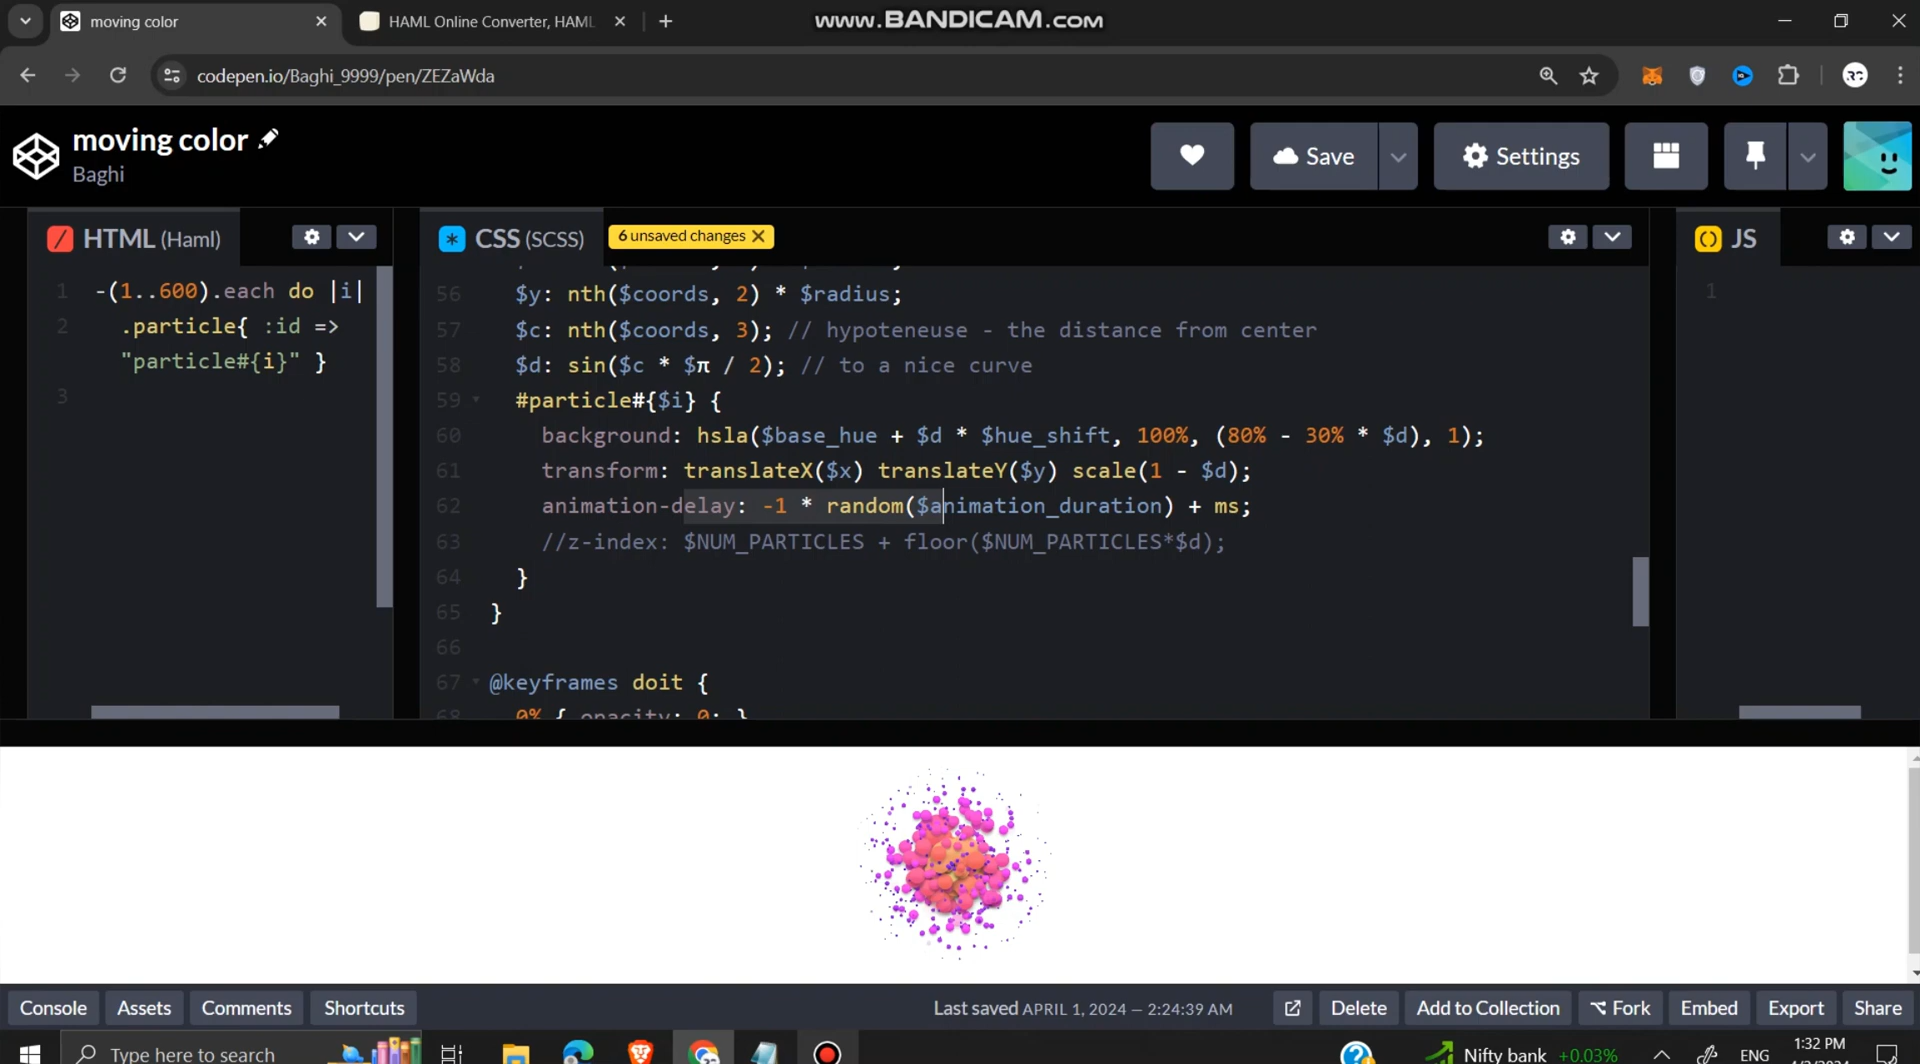 moving color
HAML Online Converter, HAML
www.BANDICAM.com
codepen.io/Baghi_9999/pen/ZEZaWda
RC
moving color
Baghi
Save
Settings
HTML (Haml)
CSS (SCSS)
6 unsaved changes
JS
1 -(1..600).each do |i|
2 .particle{ :id =>
"particle#{i}" }
3
56 $y: nth($coords, 2) * $radius;
57 $c: nth($coords, 3); // hypoteneuse - the distance from center
58 $d: sin($c * $π / 2); // to a nice curve
59 #particle#{$i} {
60 background: hsla($base_hue + $d * $hue_shift, 100%, (80% - 30% * $d), 1);
61 transform: translateX($x) translateY($y) scale(1 - $d);
62 animation-delay: -1 * random($animation_duration) + ms;
63 //z-index: $NUM_PARTICLES + floor($NUM_PARTICLES*$d);
64 }
65 }
66
67 @keyframes doit {
68 0% { opacity: 0; }
1
Console
Assets
Comments
Shortcuts
Last saved APRIL 1, 2024 — 2:24:39 AM
Delete
Add to Collection
Fork
Embed
Export
Share
Type here to search
Nifty bank +0.03%
ENG
1:32 PM